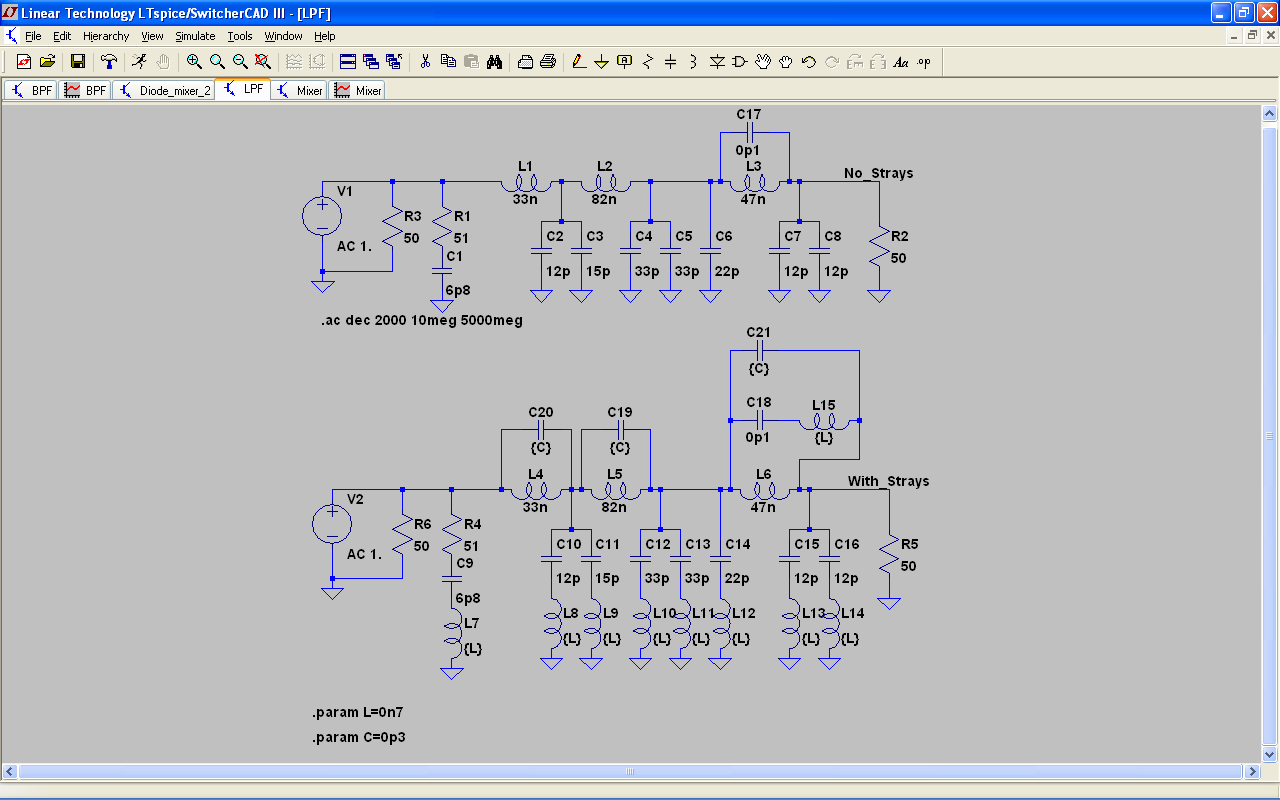 Linear Technology LTspice/SwitcherCAD III - [LPF]
File Edit Hierarchy View Simulate Tools Window Help
Aa .op
BPF BPF Diode_mixer_2 LPF Mixer Mixer
C17
0p1
L1 L2 L3
33n 82n 47n
No_Strays
V1
AC 1.
R3
50
R1
51
C1
6p8
C2 C3 C4 C5 C6 C7 C8
12p 15p 33p 33p 22p 12p 12p
R2
50
.ac dec 2000 10meg 5000meg
C21
{C}
C18 L15
0p1 {L}
C20 C19
{C} {C}
L4 L5 L6
33n 82n 47n
With_Strays
V2
AC 1.
R6
50
R4
51
C9
6p8
L7
{L}
C10 C11 C12 C13 C14 C15 C16
12p 15p 33p 33p 22p 12p 12p
R5
50
L8 L9 L10 L11 L12 L13 L14
{L} {L} {L} {L} {L} {L} {L}
.param L=0n7
.param C=0p3